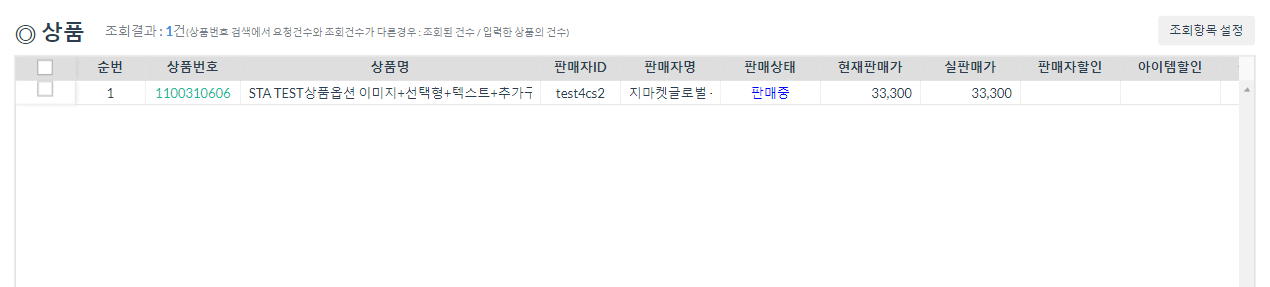 ◎ 상품 조회결과 : 1건(상품번호 검색에서 요청건수와 조회건수가 다른경우 : 조회된 건수 / 입력한 상품의 건수) 조회항목 설정
순번 상품번호 상품명 판매자ID 판매자명 판매상태 현재판매가 실판매가 판매자할인 아이템할인
1 1100310606 STA TEST상품옵션 이미지+선택형+텍스트+추가구 test4cs2 지마켓글로벌 판매중 33,300 33,300